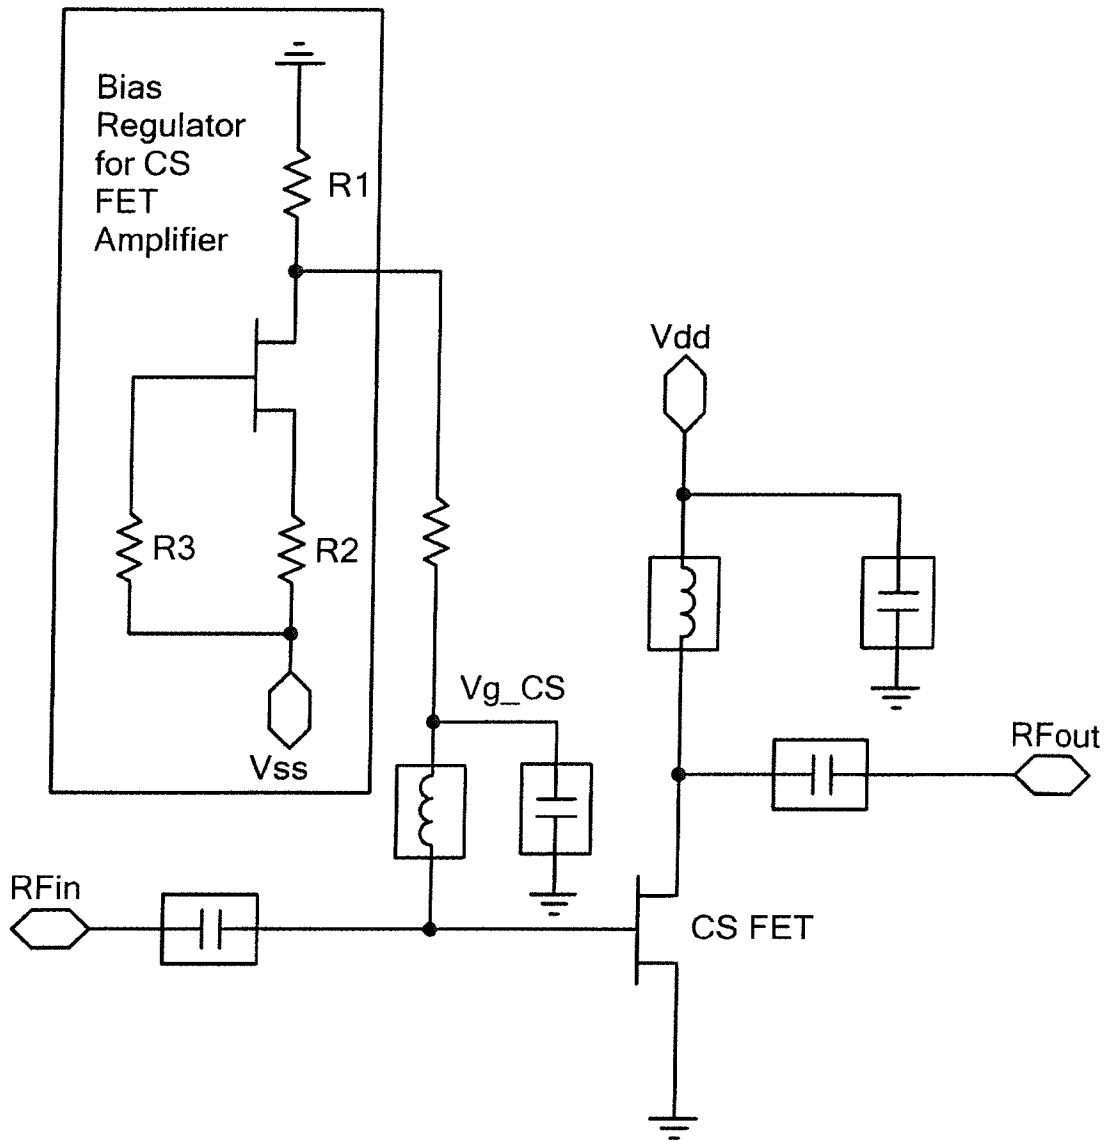 Bias
Regulator
for CS
FET
Amplifier
R1
R3
R2
Vss
Vdd
Vg_CS
RFout
RFin
CS FET